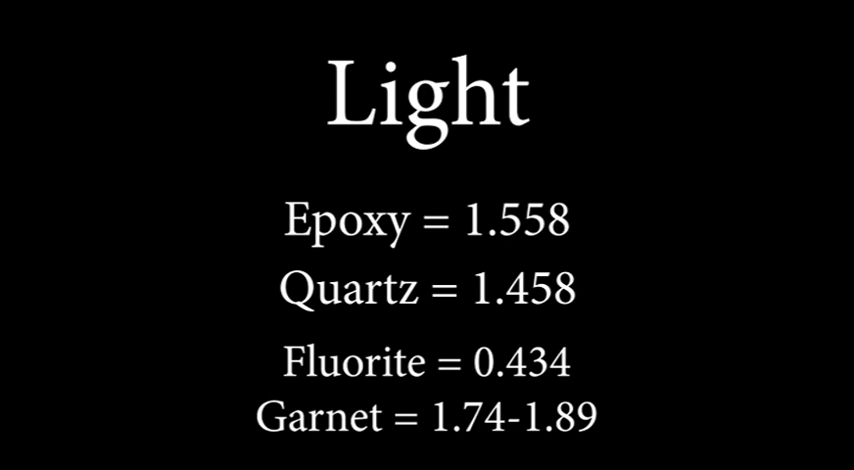 Light
Epoxy = 1.558
Quartz = 1.458
Fluorite = 0.434
Garnet = 1.74-1.89